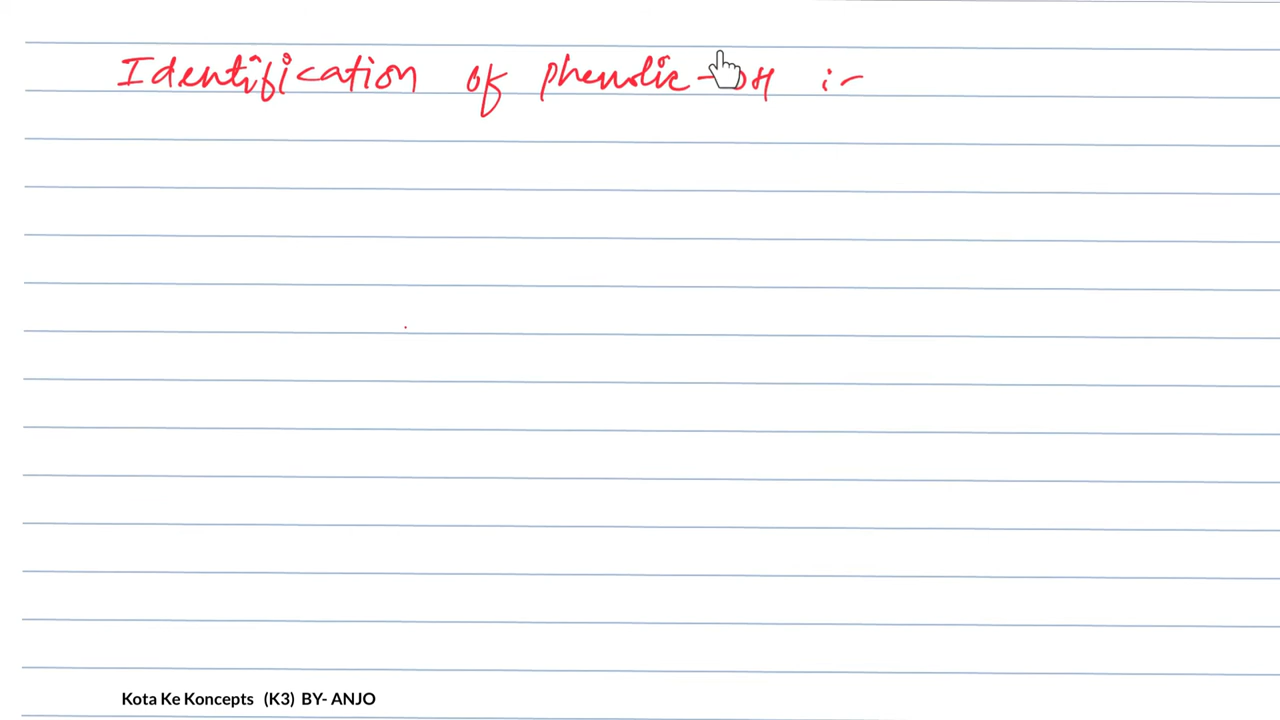 Identification of phenolic -OH :-
Kota Ke Koncepts (K3) BY- ANJO